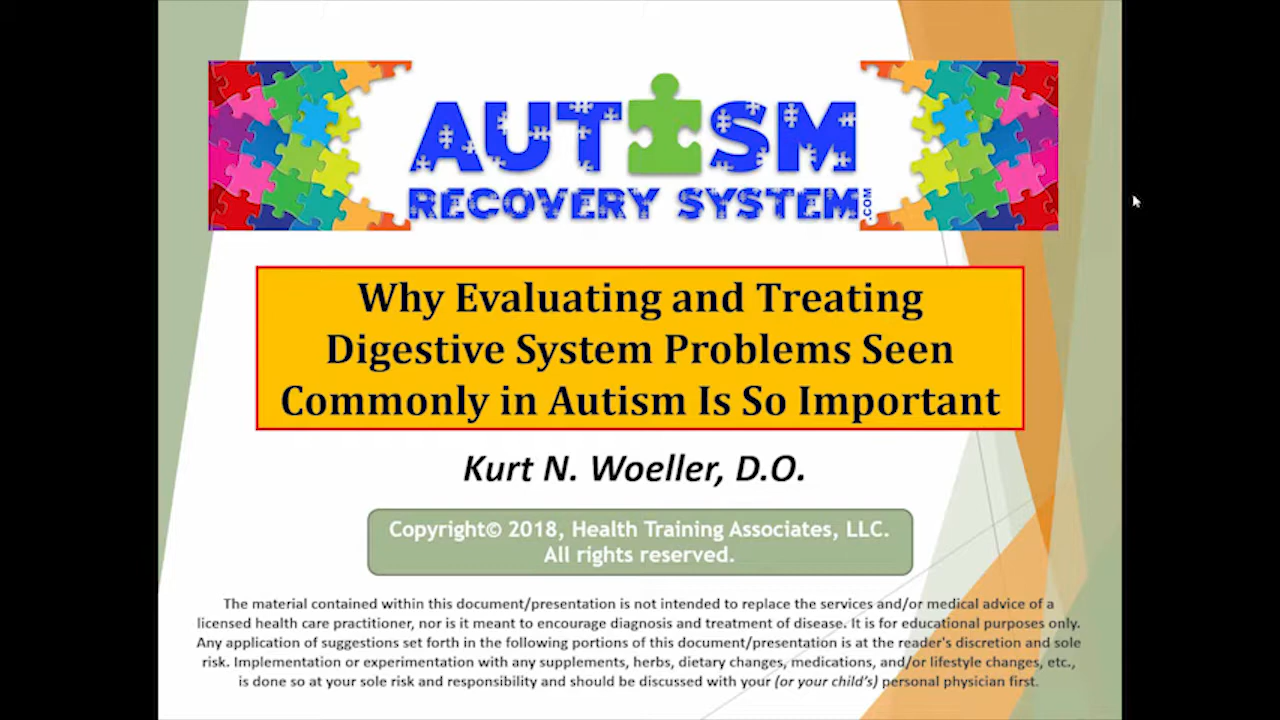 AUTISM
RECOVERY SYSTEM.COM
Why Evaluating and Treating
Digestive System Problems Seen
Commonly in Autism Is So Important
Kurt N. Woeller, D.O.
Copyright© 2018, Health Training Associates, LLC.
All rights reserved.
The material contained within this document/presentation is not intended to replace the services and/or medical advice of a
licensed health care practitioner, nor is it meant to encourage diagnosis and treatment of disease. It is for educational purposes only.
Any application of suggestions set forth in the following portions of this document/presentation is at the reader's discretion and sole
risk. Implementation or experimentation with any supplements, herbs, dietary changes, medications, and/or lifestyle changes, etc.,
is done so at your sole risk and responsibility and should be discussed with your (or your child's) personal physician first.